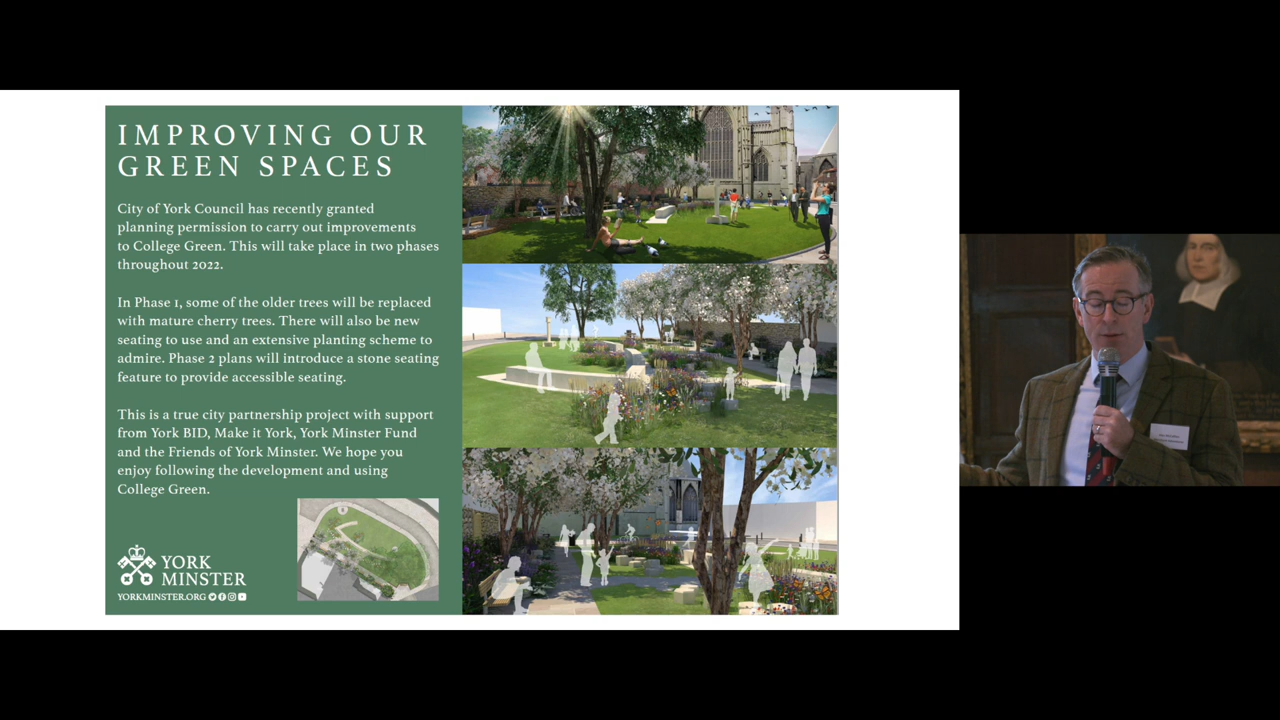 IMPROVING OUR
GREEN SPACES
City of York Council has recently granted
planning permission to carry out improvements
to College Green. This will take place in two phases
throughout 2022.
In Phase 1, some of the older trees will be replaced
with mature cherry trees. There will also be new
seating to use and an extensive planting scheme to
admire. Phase 2 plans will introduce a stone seating
feature to provide accessible seating.
This is a true city partnership project with support
from York BID, Make it York, York Minster Fund
and the Friends of York Minster. We hope you
enjoy following the development and using
College Green.
YORK
MINSTER
YORKMINSTER.ORG